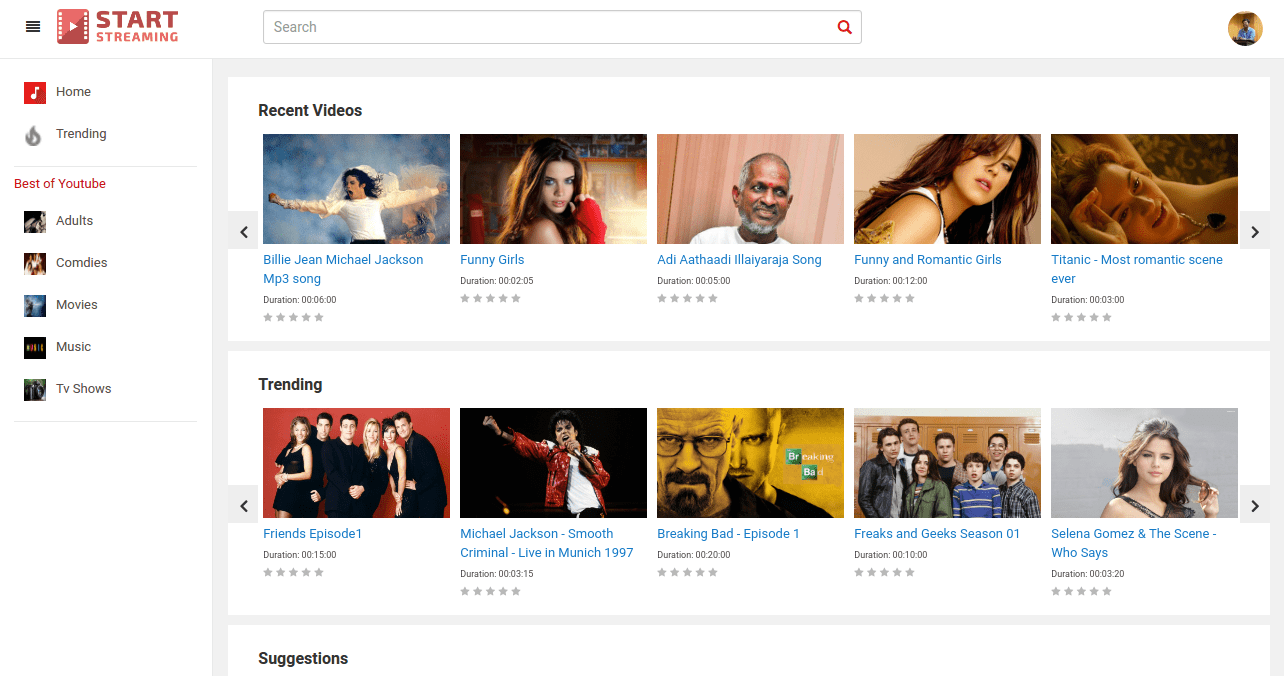 START
STREAMING
Search
Home
Trending
Best of Youtube
Adults
Comdies
Movies
Music
Tv Shows
Recent Videos
Billie Jean Michael Jackson
Mp3 song
Duration: 00:06:00
Funny Girls
Duration: 00:02:05
Adi Aathaadi Illaiyaraja Song
Duration: 00:05:00
Funny and Romantic Girls
Duration: 00:12:00
Titanic - Most romantic scene
ever
Duration: 00:03:00
Trending
Breaking
Bad
Friends Episode1
Duration: 00:15:00
Michael Jackson - Smooth
Criminal - Live in Munich 1997
Duration: 00:03:15
Breaking Bad - Episode 1
Duration: 00:20:00
Freaks and Geeks Season 01
Duration: 00:10:00
Selena Gomez & The Scene -
Who Says
Duration: 00:03:20
Suggestions